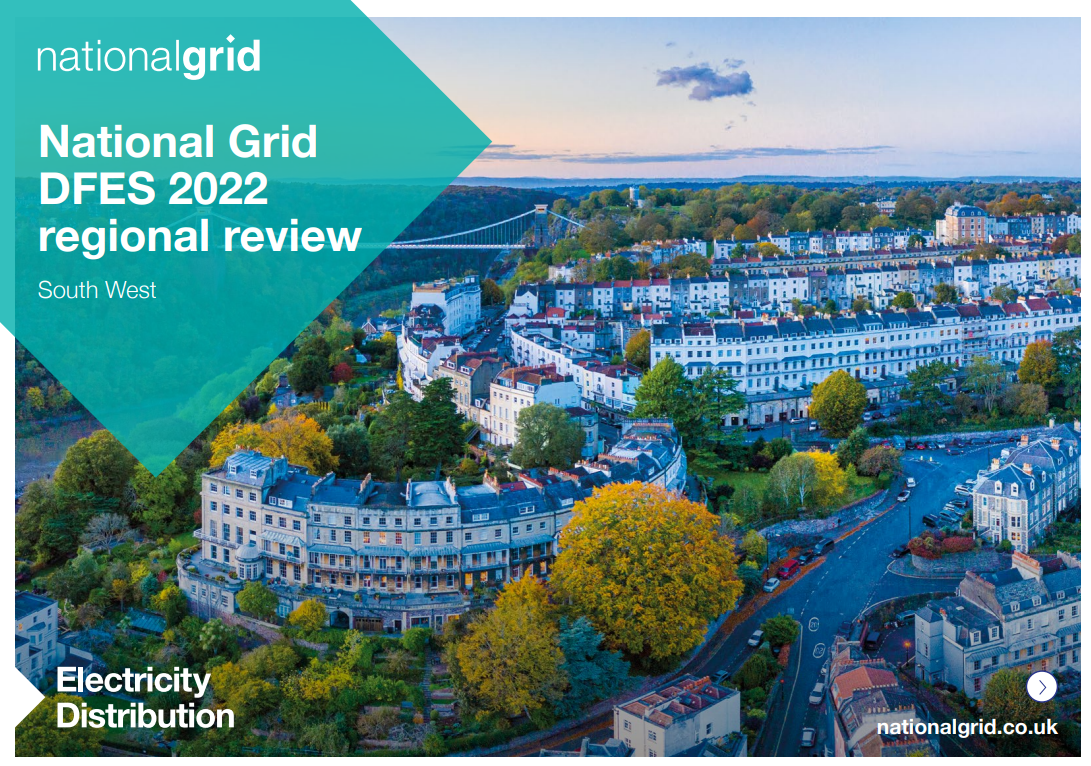 nationalgrid
National Grid
DFES 2022
regional review
South West
Electricity
Distribution
nationalgrid.co.uk